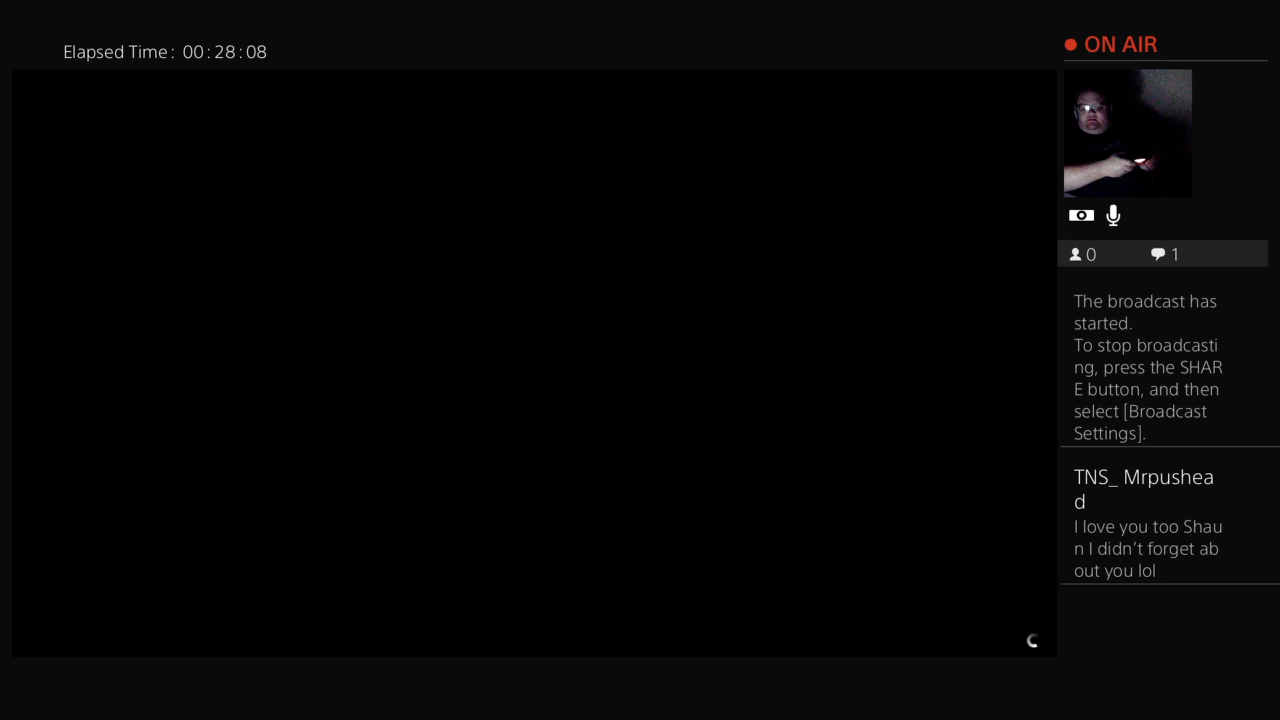 Elapsed Time: 00:28:08
ON AIR
0 1
The broadcast has
started.
To stop broadcasti
ng, press the SHAR
E button, and then
select [Broadcast
Settings].
TNS_ Mrpushea
d
I love you too Shau
n I didn't forget ab
out you lol